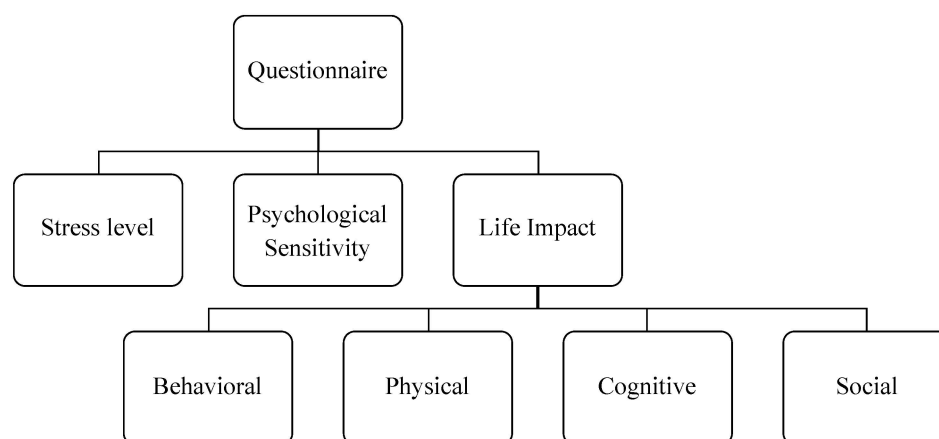 Questionnaire
Stress level
Psychological
Sensitivity
Life Impact
Behavioral
Physical
Cognitive
Social